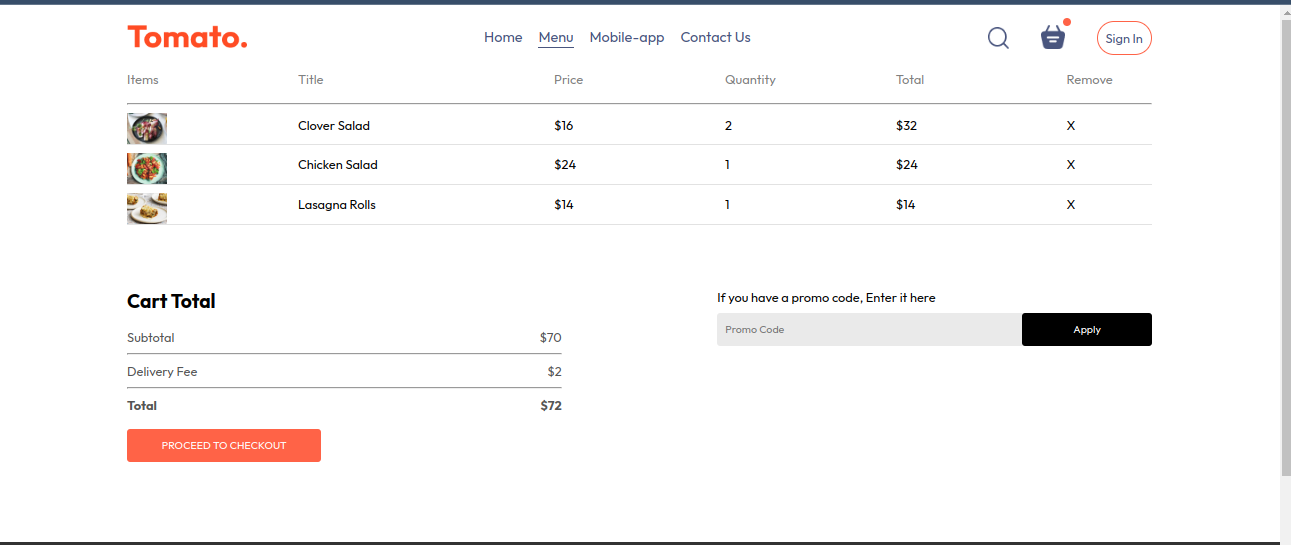 Tomato.
Home Menu Mobile-app Contact Us
Sign In
Items Title Price Quantity Total Remove
Clover Salad $16 2 $32 X
Chicken Salad $24 1 $24 X
Lasagna Rolls $14 1 $14 X
Cart Total
Subtotal $70
Delivery Fee $2
Total $72
PROCEED TO CHECKOUT
If you have a promo code, Enter it here
Promo Code Apply